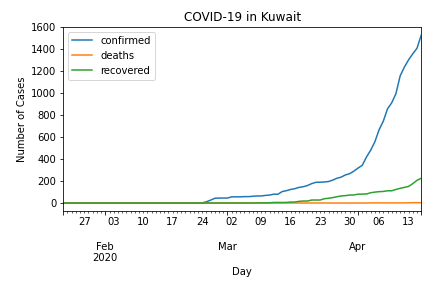 COVID-19 in Kuwait
confirmed
deaths
recovered
Number of Cases
1600
1400
1200
1000
800
600
400
200
0
27 03 10 17 24 02 09 16 23 30 06 13
Feb Mar Apr
2020
Day